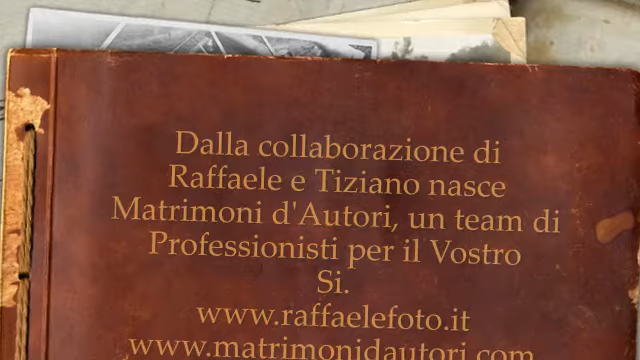 Dalla collaborazione di
Raffaele e Tiziano nasce
Matrimoni d'Autori, un team di
Professionisti per il Vostro
Si.
www.raffaelefoto.it
www.matrimonidautori.com